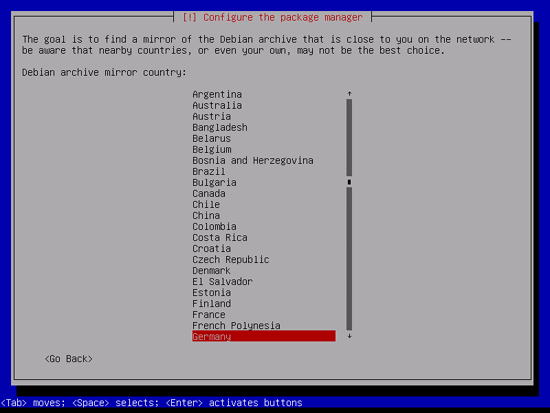 [!] Configure the package manager
The goal is to find a mirror of the Debian archive that is close to you on the network --
be aware that nearby countries, or even your own, may not be the best choice.
Debian archive mirror country:
Argentina
Australia
Austria
Bangladesh
Belarus
Belgium
Bosnia and Herzegovina
Brazil
Bulgaria
Canada
Chile
China
Colombia
Costa Rica
Croatia
Czech Republic
Denmark
El Salvador
Estonia
Finland
France
French Polynesia
Germany
<Go Back>
<Tab> moves; <Space> selects; <Enter> activates buttons